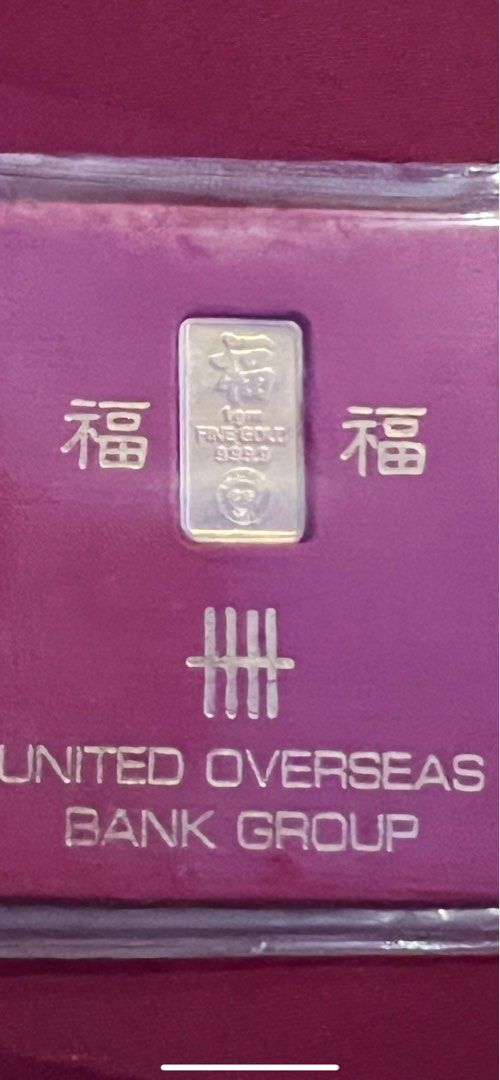 福
1gm
FINE GOLD
999.9
福 福
UNITED OVERSEAS
BANK GROUP